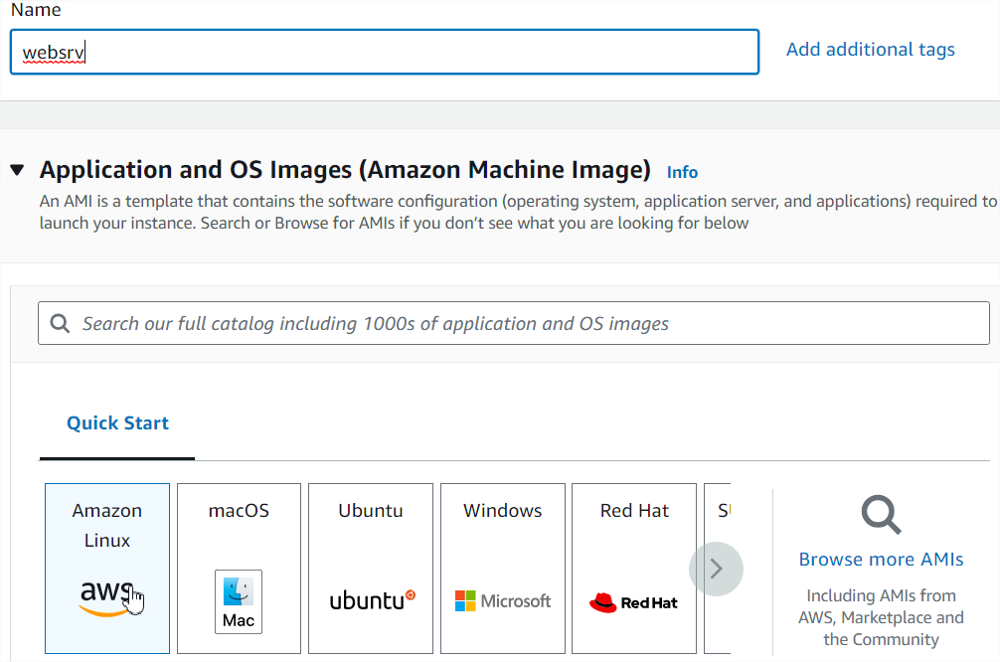 Name
websrv
Add additional tags
Application and OS Images (Amazon Machine Image) Info
An AMI is a template that contains the software configuration (operating system, application server, and applications) required to
launch your instance. Search or Browse for AMIs if you don’t see what you are looking for below
Search our full catalog including 1000s of application and OS images
Quick Start
Amazon
Linux
aws
macOS
Mac
Ubuntu
ubuntu
Windows
Microsoft
Red Hat
Red Hat
Browse more AMIs
Including AMIs from
AWS, Marketplace and
the Community